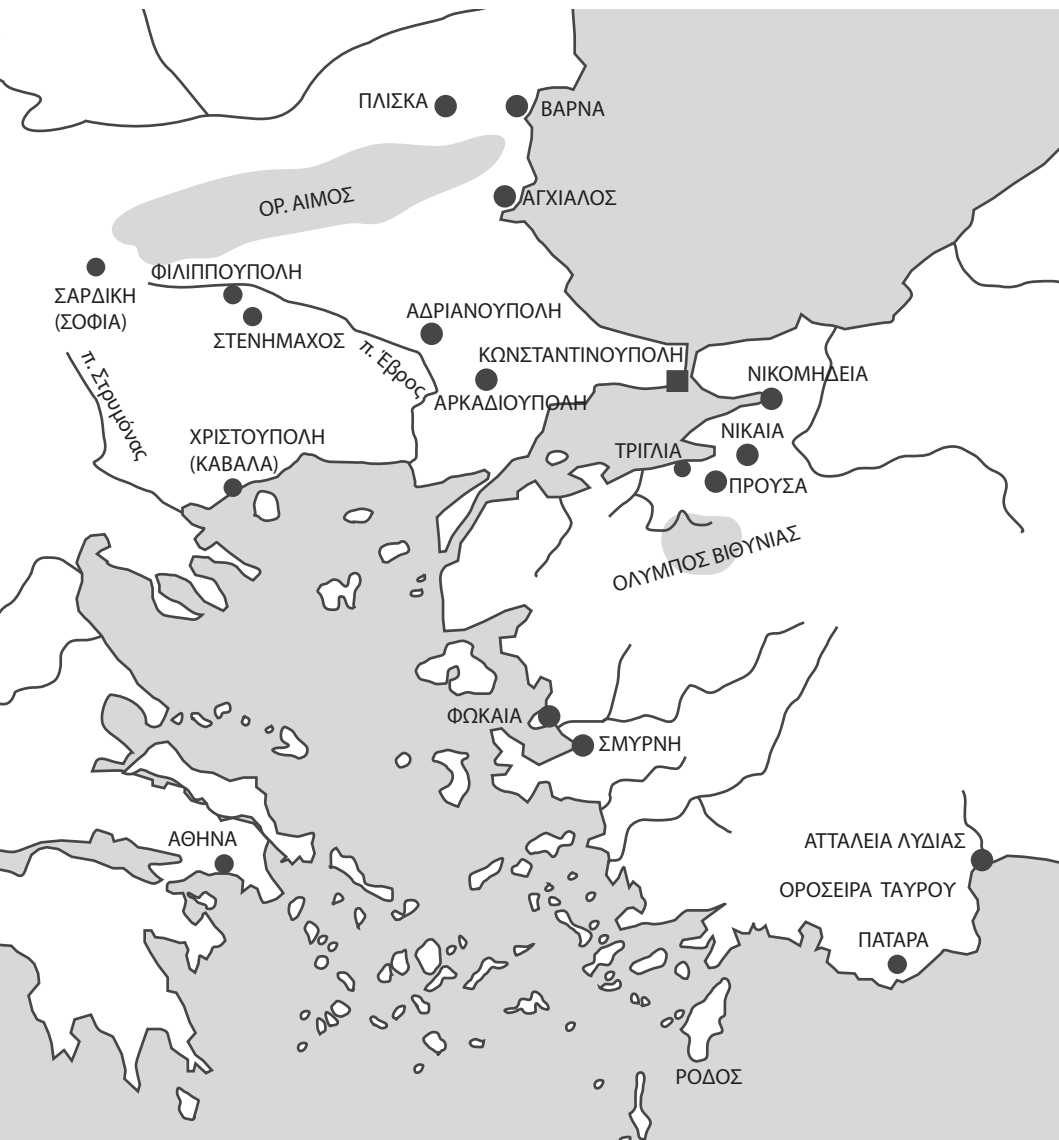 ΠΛΙΣΚΑ
ΒΑΡΝΑ
ΟΡ. ΑΙΜΟΣ
ΑΓΧΙΑΛΟΣ
ΦΙΛΙΠΠΟΥΠΟΛΗ
ΣΑΡΔΙΚΗ
(ΣΟΦΙΑ)
ΣΤΕΝΗΜΑΧΟΣ
ΑΔΡΙΑΝΟΥΠΟΛΗ
π. Έβρος
π. Στρυμόνας
ΚΩΝΣΤΑΝΤΙΝΟΥΠΟΛΗ
ΑΡΚΑΔΙΟΥΠΟΛΗ
ΝΙΚΟΜΗΔΕΙΑ
ΧΡΙΣΤΟΥΠΟΛΗ
(ΚΑΒΑΛΑ)
ΝΙΚΑΙΑ
ΤΡΙΓΛΙΑ
ΠΡΟΥΣΑ
ΟΛΥΜΠΟΣ ΒΙΘΥΝΙΑΣ
ΦΩΚΑΙΑ
ΣΜΥΡΝΗ
ΑΘΗΝΑ
ΑΤΤΑΛΕΙΑ ΛΥΔΙΑΣ
ΟΡΟΣΕΙΡΑ ΤΑΥΡΟΥ
ΠΑΤΑΡΑ
ΡΟΔΟΣ